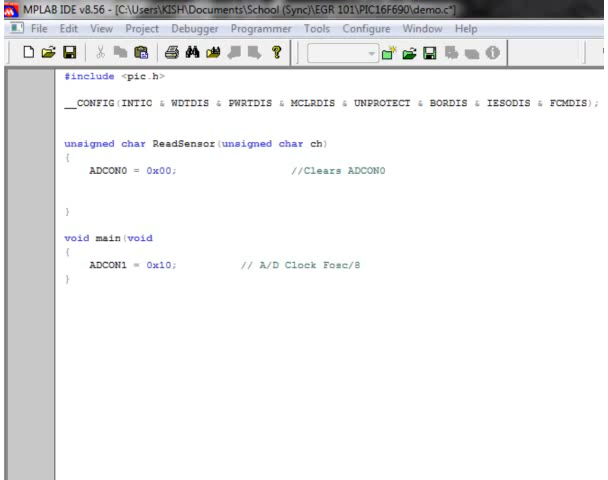 MPLAB IDE v8.56 - [C:\Users\KISH\Documents\School (Sync)\EGR 101\PIC16F690\demo.c*]
File Edit View Project Debugger Programmer Tools Configure Window Help
#include <pic.h>
__CONFIG(INTIO & WDTDIS & PWRTDIS & MCLRDIS & UNPROTECT & BORDIS & IESODIS & FCMDIS);
unsigned char ReadSensor(unsigned char ch)
{
ADCON0 = 0x00; //Clears ADCON0
}
void main(void
{
ADCON1 = 0x10; // A/D Clock Fosc/8
}